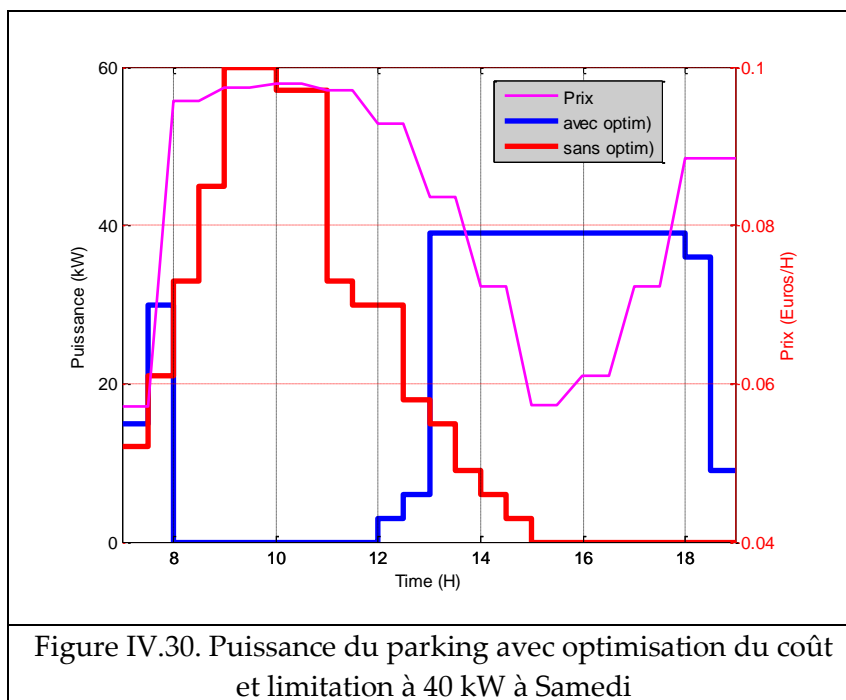 60
40
20
0
Puissance (kW)
8
10
12
14
16
18
Time (H)
0.1
0.08
0.06
0.04
Prix (Euros/H)
Prix
avec optim)
sans optim)
Figure IV.30. Puissance du parking avec optimisation du coût
et limitation à 40 kW à Samedi